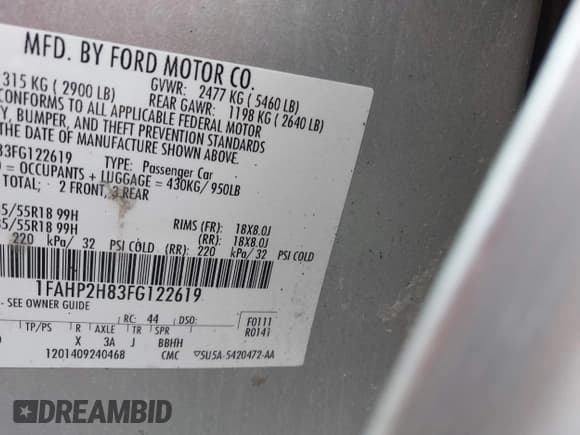 MFD. BY FORD MOTOR CO.
315 KG ( 2900 LB) GVWR: 2477 KG ( 5460 LB)
REAR GAWR: 1198 KG ( 2640 LB)
CONFORMS TO ALL APPLICABLE FEDERAL MOTOR
Y, BUMPER, AND THEFT PREVENTION STANDARDS
THE DATE OF MANUFACTURE SHOWN ABOVE.
83FG122619 TYPE: Passenger Car
= OCCUPANTS + LUGGAGE = 430KG/ 950LB
TOTAL; 2 FRONT, 3 REAR
5/55R18 99H RIMS (FR): 18X8.0J
35/55R18 99H (RR): 18X8.0J
220 kPa/ 32 PSI COLD (RR): 220 kPa/ 32 PSI COLD
1FAHP2H83FG122619
- SEE OWNER GUIDE
RC: 44 DSO: F0111
TP/PS R AXLE TR SPR R0141
X 3A J BBHH
1201409240468 CMC 5U5A-5420472-AA
DREAMBID